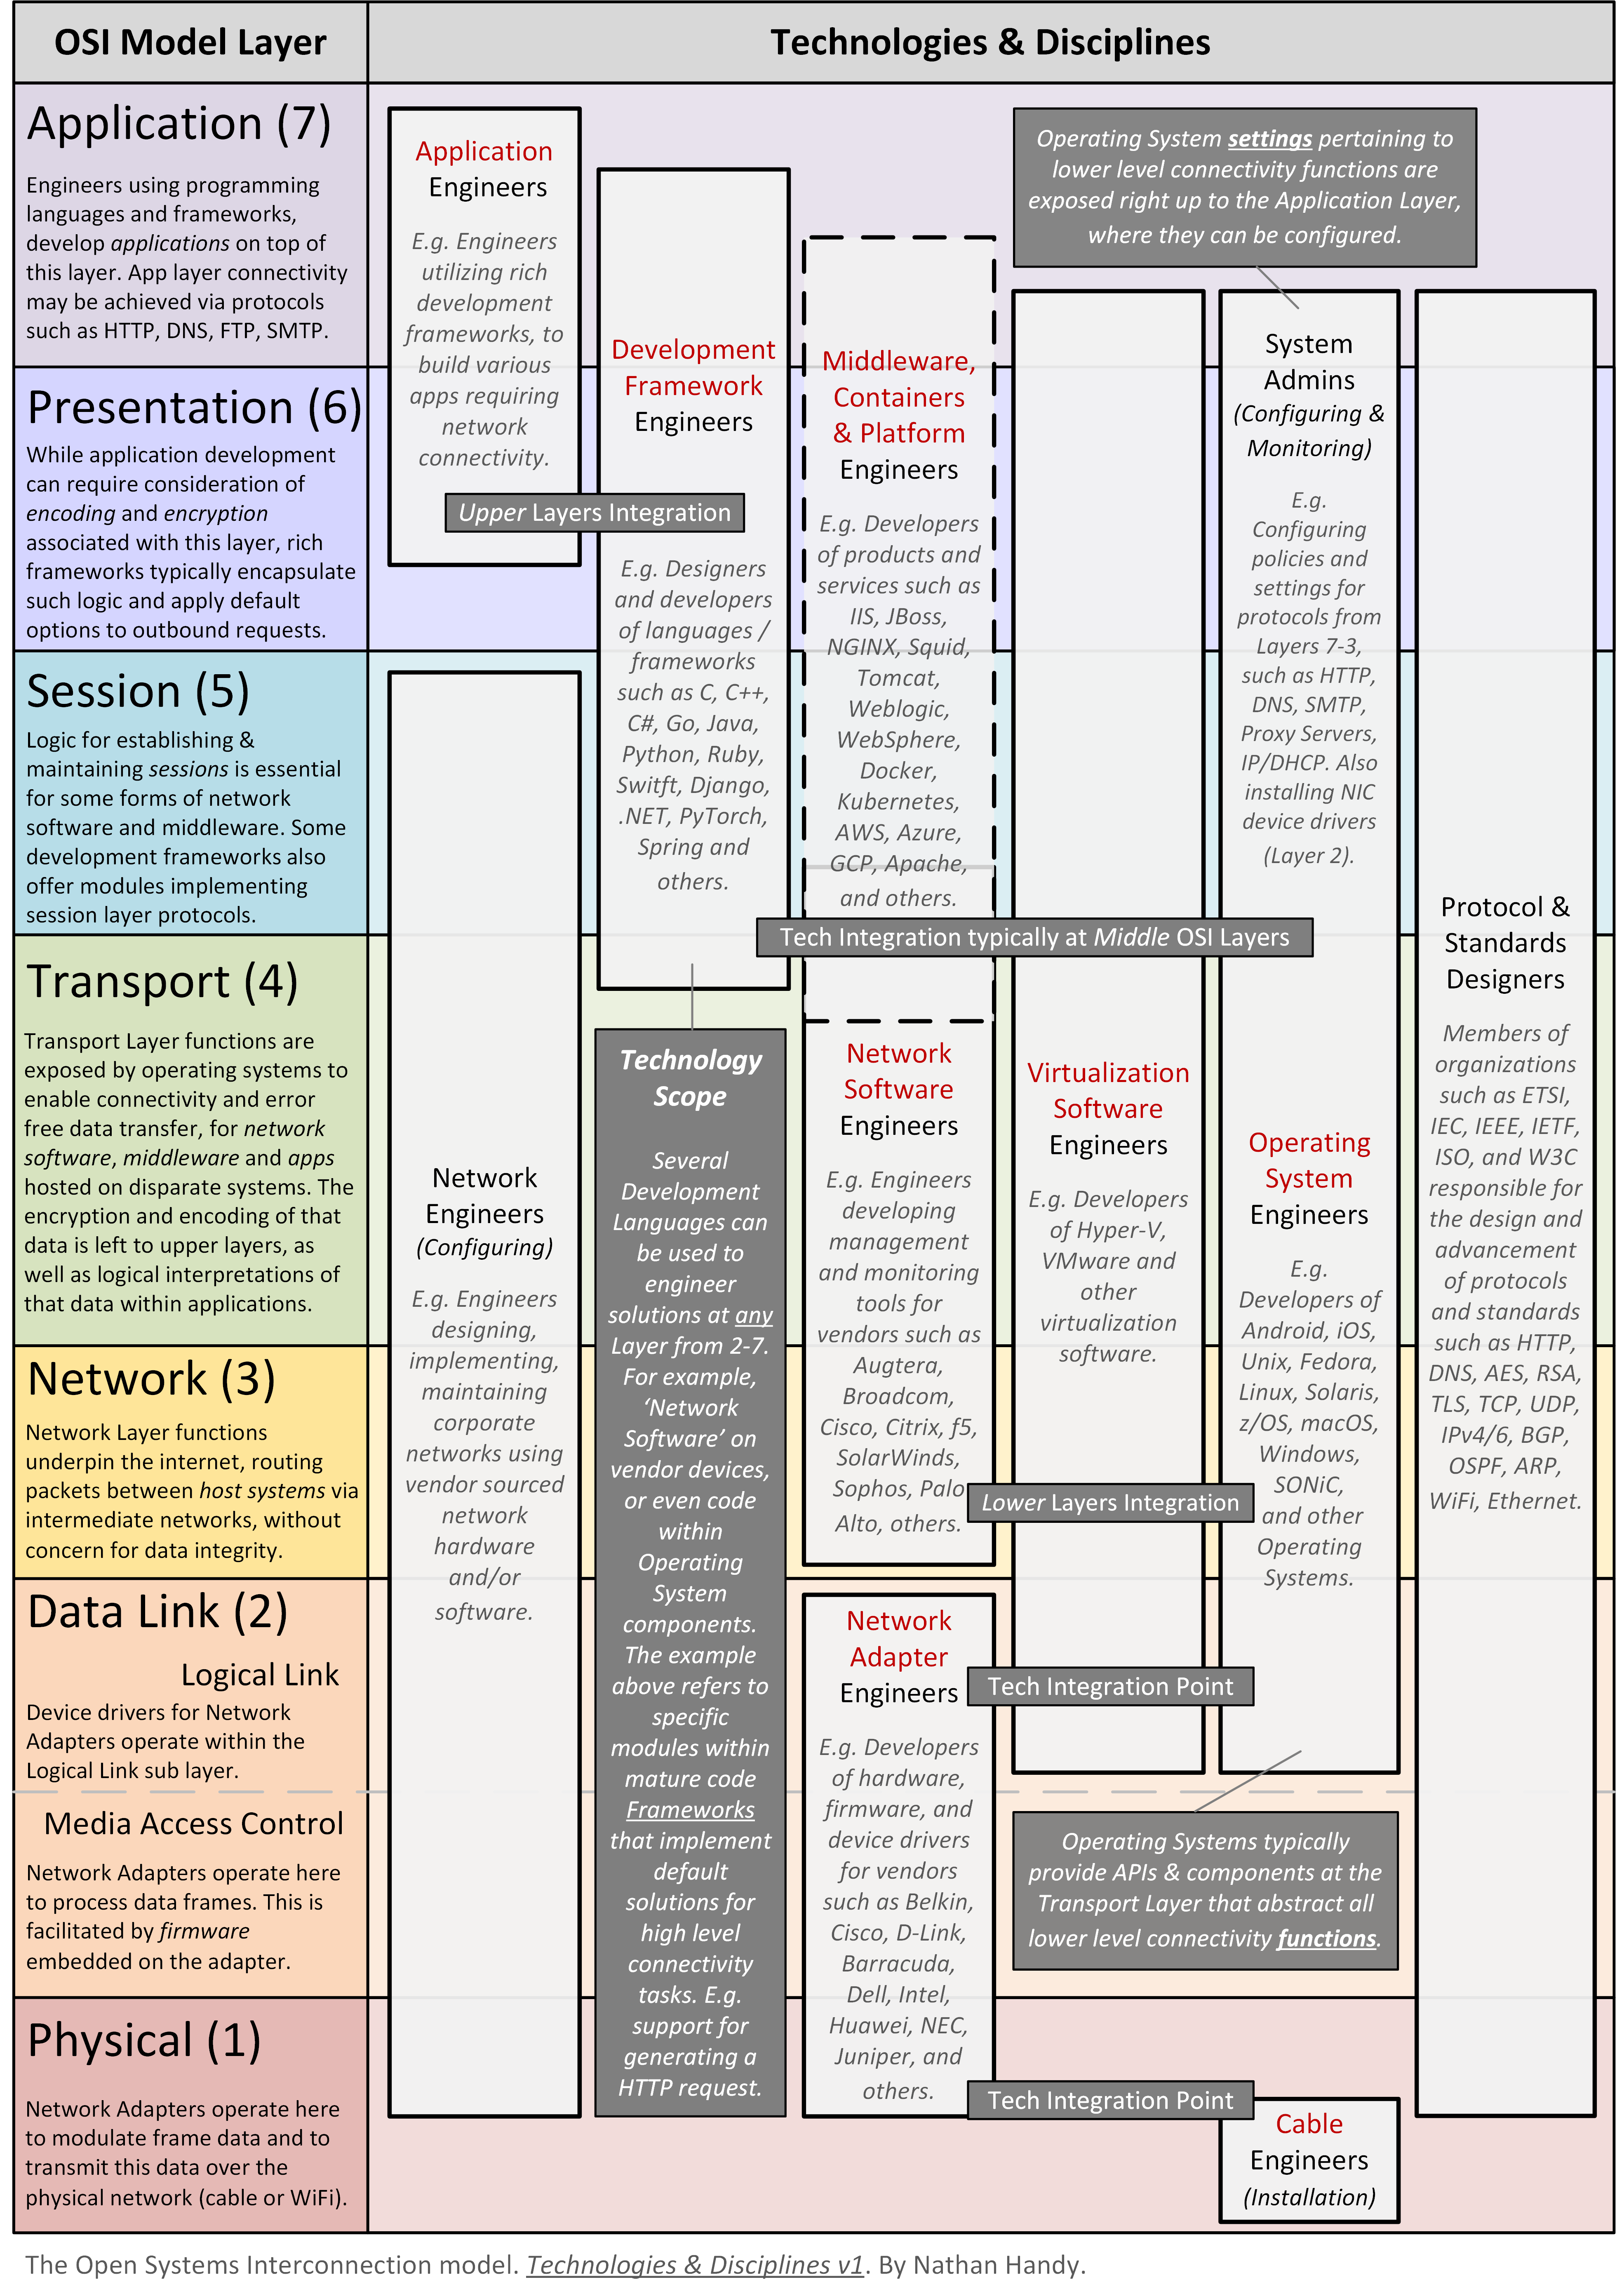 OSI Model Layer
Technologies & Disciplines
Application (7)
Engineers using programming
languages and frameworks,
develop applications on top of
this layer. App layer connectivity
may be achieved via protocols
such as HTTP, DNS, FTP, SMTP.
Presentation (6)
While application development
can require consideration of
encoding and encryption
associated with this layer, rich
frameworks typically encapsulate
such logic and apply default
options to outbound requests.
Session (5)
Logic for establishing &
maintaining sessions is essential
for some forms of network
software and middleware. Some
development frameworks also
offer modules implementing
session layer protocols.
Transport (4)
Transport Layer functions are
exposed by operating systems to
enable connectivity and error
free data transfer, for network
software, middleware and apps
hosted on disparate systems. The
encryption and encoding of that
data is left to upper layers, as
well as logical interpretations of
that data within applications.
Network (3)
Network Layer functions
underpin the internet, routing
packets between host systems via
intermediate networks, without
concern for data integrity.
Data Link (2)
Logical Link
Device drivers for Network
Adapters operate within the
Logical Link sub layer.
Media Access Control
Network Adapters operate here
to process data frames. This is
facilitated by firmware
embedded on the adapter.
Physical (1)
Network Adapters operate here
to modulate frame data and to
transmit this data over the
physical network (cable or WiFi).
Application
Engineers
E.g. Engineers
utilizing rich
development
frameworks, to
build various
apps requiring
network
connectivity.
Upper Layers Integration
Network
Engineers
(Configuring)
E.g. Engineers
designing,
implementing,
maintaining
corporate
networks using
vendor sourced
network
hardware
and/or
software.
Development
Framework
Engineers
E.g. Designers
and developers
of languages /
frameworks
such as C, C++,
C#, Go, Java,
Python, Ruby,
Switft, Django,
.NET, PyTorch,
Spring and
others.
Technology
Scope
Several
Development
Languages can
be used to
engineer
solutions at any
Layer from 2-7.
For example,
‘Network
Software’ on
vendor devices,
or even code
within
Operating
System
components.
The example
above refers to
specific
modules within
mature code
Frameworks
that implement
default
solutions for
high level
connectivity
tasks. E.g.
support for
generating a
HTTP request.
Middleware,
Containers
& Platform
Engineers
E.g. Developers
of products and
services such as
IIS, JBoss,
NGINX, Squid,
Tomcat,
Weblogic,
WebSphere,
Docker,
Kubernetes,
AWS, Azure,
GCP, Apache,
and others.
Tech Integration typically at Middle OSI Layers
Network
Software
Engineers
E.g. Engineers
developing
management
and monitoring
tools for
vendors such as
Augtera,
Broadcom,
Cisco, Citrix, f5,
SolarWinds,
Sophos, Palo
Alto, others.
Lower Layers Integration
Network
Adapter
Engineers
E.g. Developers
of hardware,
firmware, and
device drivers
for vendors
such as Belkin,
Cisco, D-Link,
Barracuda,
Dell, Intel,
Huawei, NEC,
Juniper, and
others.
Tech Integration Point
Tech Integration Point
Virtualization
Software
Engineers
E.g. Developers
of Hyper-V,
VMware and
other
virtualization
software.
Operating System settings pertaining to
lower level connectivity functions are
exposed right up to the Application Layer,
where they can be configured.
System
Admins
(Configuring &
Monitoring)
E.g.
Configuring
policies and
settings for
protocols from
Layers 7-3,
such as HTTP,
DNS, SMTP,
Proxy Servers,
IP/DHCP. Also
installing NIC
device drivers
(Layer 2).
Operating
System
Engineers
E.g.
Developers of
Android, iOS,
Unix, Fedora,
Linux, Solaris,
z/OS, macOS,
Windows,
SONiC,
and other
Operating
Systems.
Operating Systems typically
provide APIs & components at the
Transport Layer that abstract all
lower level connectivity functions.
Cable
Engineers
(Installation)
Protocol &
Standards
Designers
Members of
organizations
such as ETSI,
IEC, IEEE, IETF,
ISO, and W3C
responsible for
the design and
advancement
of protocols
and standards
such as HTTP,
DNS, AES, RSA,
TLS, TCP, UDP,
IPv4/6, BGP,
OSPF, ARP,
WiFi, Ethernet.
The Open Systems Interconnection model. Technologies & Disciplines v1. By Nathan Handy.